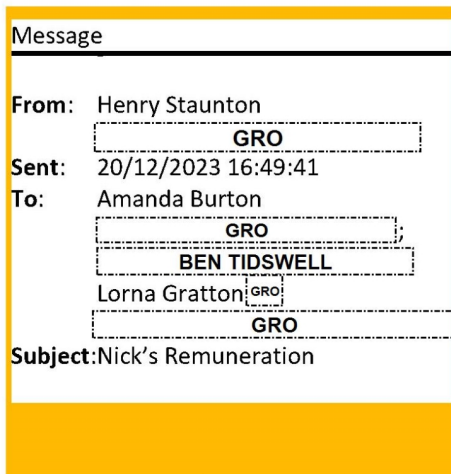 Message
From: Henry Staunton
GRO
Sent: 20/12/2023 16:49:41
To: Amanda Burton
GRO ;
BEN TIDSWELL
Lorna Gratton GRO
GRO
Subject:Nick’s Remuneration